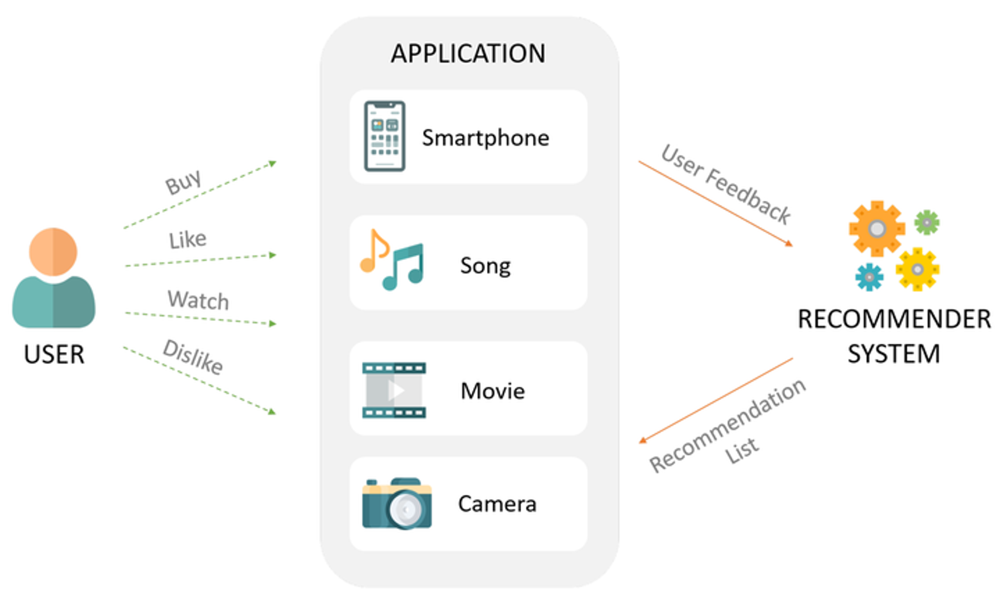 APPLICATION
Smartphone
Buy
Like
Watch
Dislike
USER
Song
Movie
Camera
User Feedback
RECOMMENDER
SYSTEM
Recommendation
List